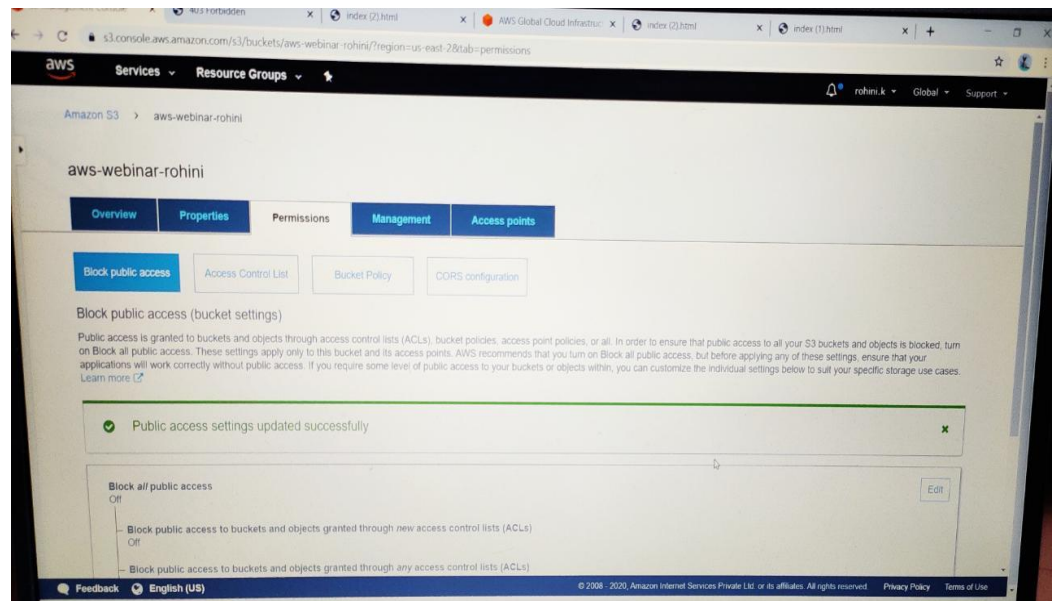 403 Forbidden
index (2).html
AWS Global Cloud Infrastruc
index (2).html
index (1).html
s3.console.aws.amazon.com/s3/buckets/aws-webinar-rohini/?region=us-east-2&tab=permissions
aws Services Resource Groups
rohini.k Global Support
Amazon S3 > aws-webinar-rohini
aws-webinar-rohini
Overview Properties Permissions Management Access points
Block public access Access Control List Bucket Policy CORS configuration
Block public access (bucket settings)
Public access is granted to buckets and objects through access control lists (ACLs), bucket policies, access point policies, or all. In order to ensure that public access to all your S3 buckets and objects is blocked, turn
on Block all public access. These settings apply only to this bucket and its access points. AWS recommends that you turn on Block all public access, but before applying any of these settings, ensure that your
applications will work correctly without public access. If you require some level of public access to your buckets or objects within, you can customize the individual settings below to suit your specific storage use cases.
Learn more
Public access settings updated successfully
Block all public access
Edit
Off
Block public access to buckets and objects granted through new access control lists (ACLs)
Off
Block public access to buckets and objects granted through any access control lists (ACLs)
Feedback English (US) © 2008 - 2020, Amazon Internet Services Private Ltd. or its affiliates. All rights reserved. Privacy Policy Terms of Use